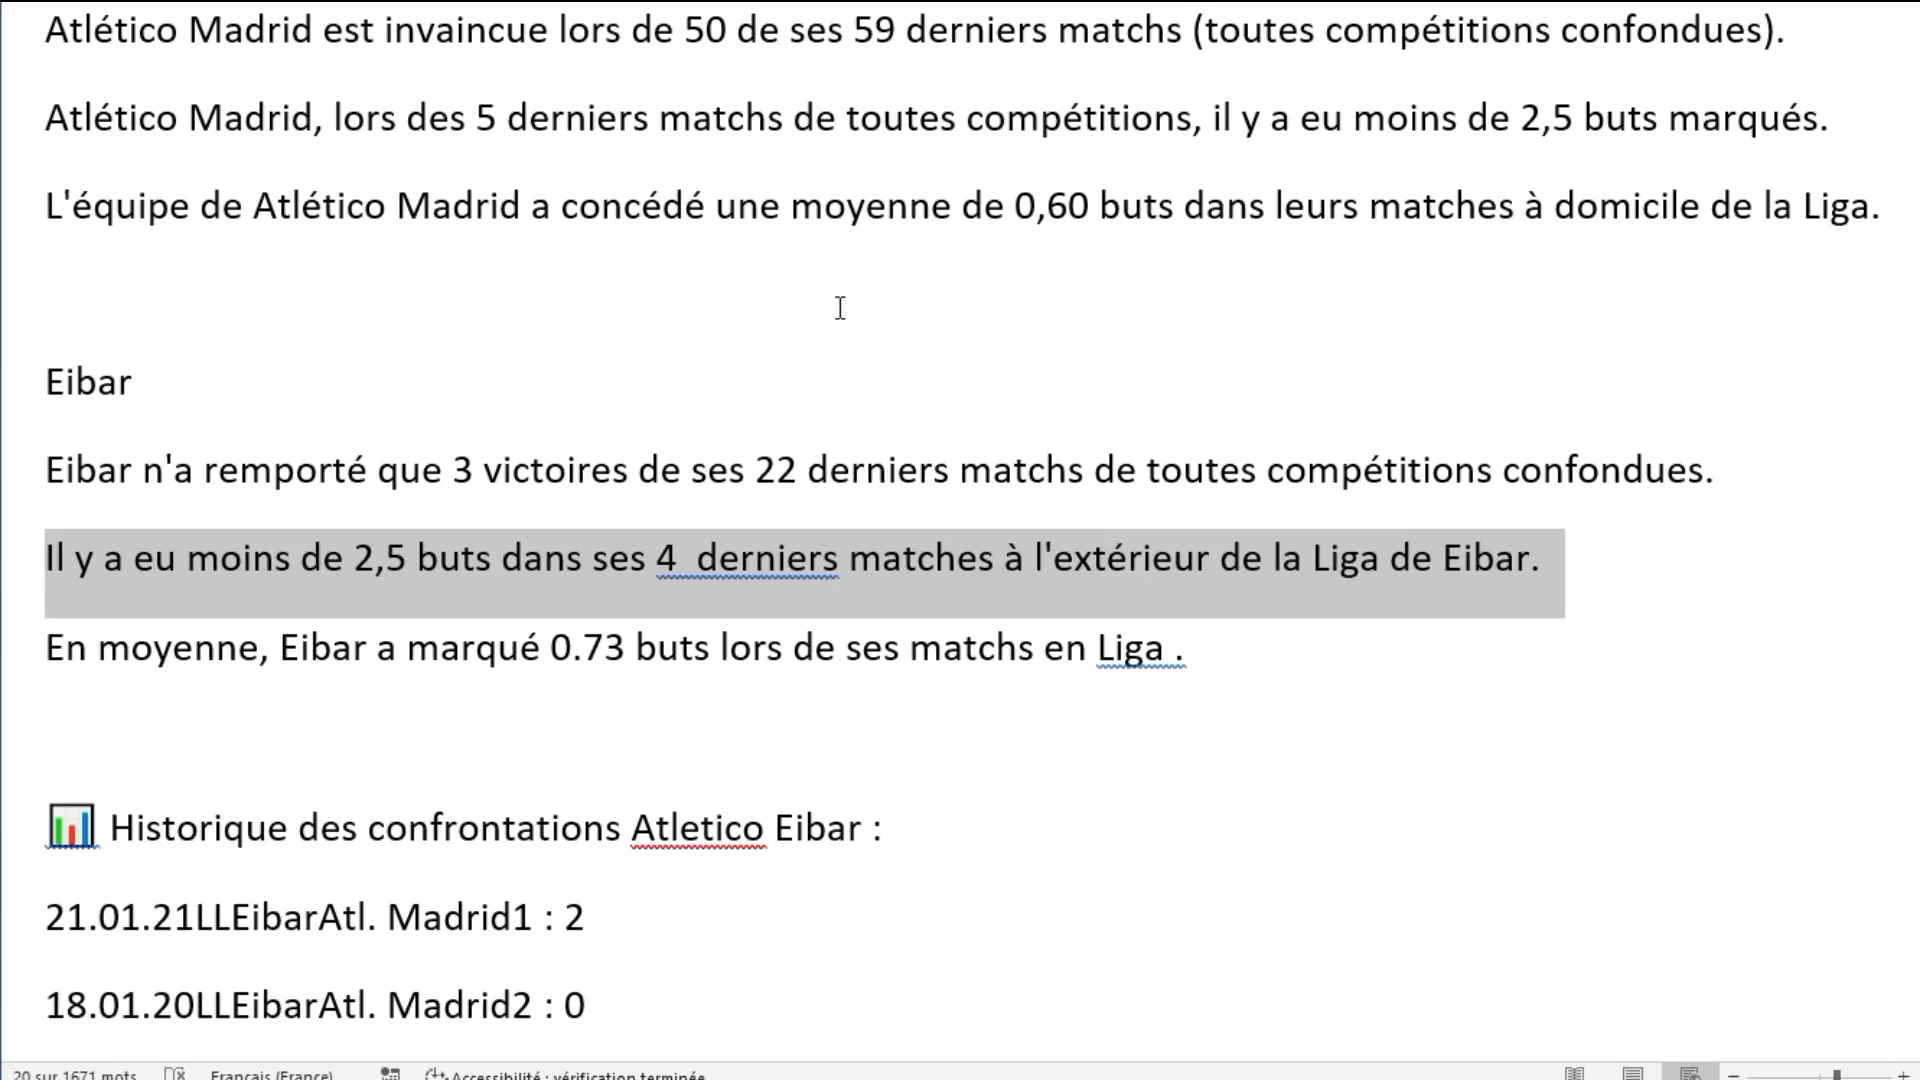 Atlético Madrid est invaincue lors de 50 de ses 59 derniers matchs (toutes compétitions confondues).
Atlético Madrid, lors des 5 derniers matchs de toutes compétitions, il y a eu moins de 2,5 buts marqués.
L'équipe de Atlético Madrid a concédé une moyenne de 0,60 buts dans leurs matches à domicile de la Liga.
Eibar
Eibar n'a remporté que 3 victoires de ses 22 derniers matchs de toutes compétitions confondues.
Il y a eu moins de 2,5 buts dans ses 4  derniers matches à l'extérieur de la Liga de Eibar.
En moyenne, Eibar a marqué 0.73 buts lors de ses matchs en Liga .
📊 Historique des confrontations Atletico Eibar :
21.01.21LLEibarAtl. Madrid1 : 2
18.01.20LLEibarAtl. Madrid2 : 0
20 sur 1671 mots Français (France) Accessibilité : vérification terminée